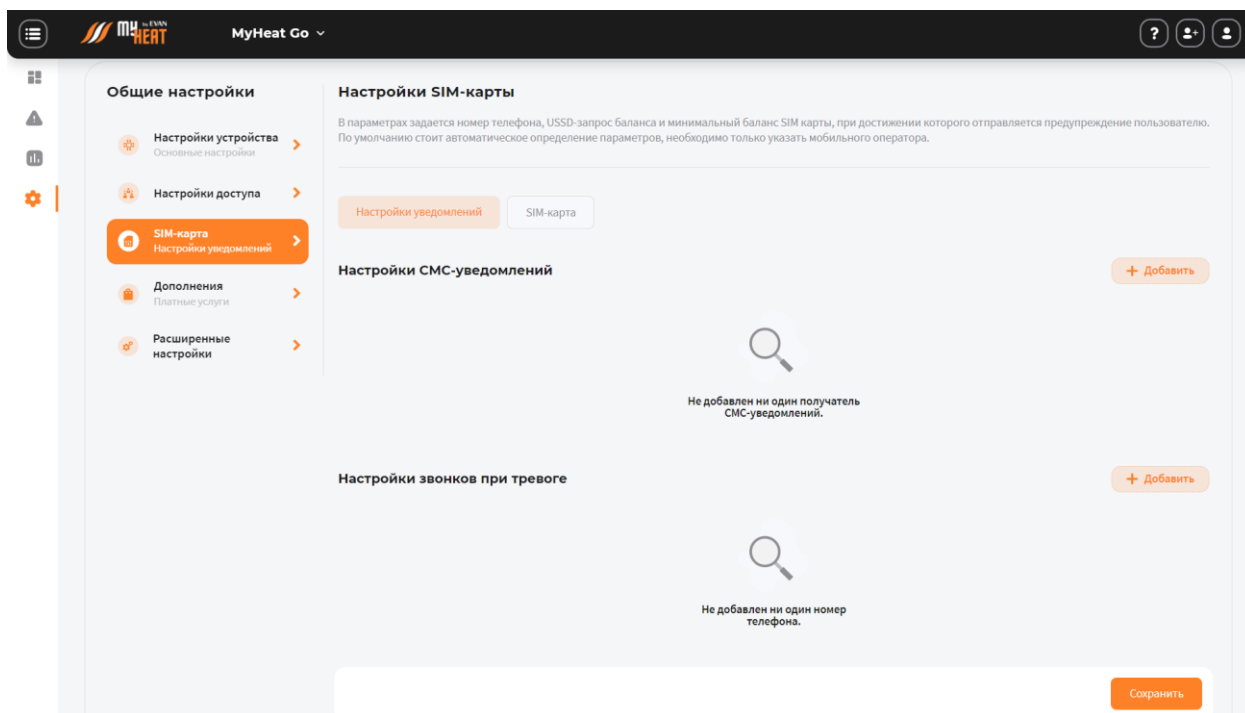 MYHEAT by EVAN
MyHeat Go
?
Общие настройки
Настройки устройства
Основные настройки
Настройки доступа
SIM-карта
Настройки уведомлений
Дополнения
Платные услуги
Расширенные
настройки
Настройки SIM-карты
В параметрах задается номер телефона, USSD-запрос баланса и минимальный баланс SIM карты, при достижении которого отправляется предупреждение пользователю.
По умолчанию стоит автоматическое определение параметров, необходимо только указать мобильного оператора.
Настройки уведомлений
SIM-карта
Настройки СМС-уведомлений
+ Добавить
Не добавлен ни один получатель
СМС-уведомлений.
Настройки звонков при тревоге
+ Добавить
Не добавлен ни один номер
телефона.
Сохранить